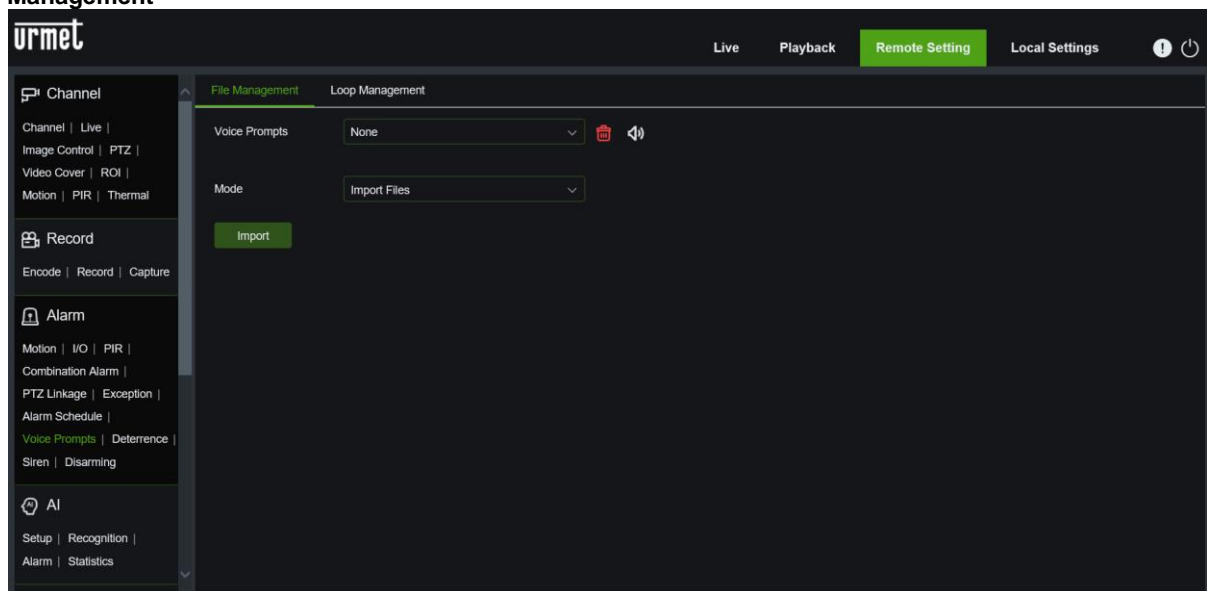 Management
urmet
Live Playback Remote Setting Local Settings
Channel
Channel | Live |
Image Control | PTZ |
Video Cover | ROI |
Motion | PIR | Thermal
Record
Encode | Record | Capture
Alarm
Motion | I/O | PIR |
Combination Alarm |
PTZ Linkage | Exception |
Alarm Schedule |
Voice Prompts | Deterrence |
Siren | Disarming
AI
Setup | Recognition |
Alarm | Statistics
File Management Loop Management
Voice Prompts None
Mode Import Files
Import